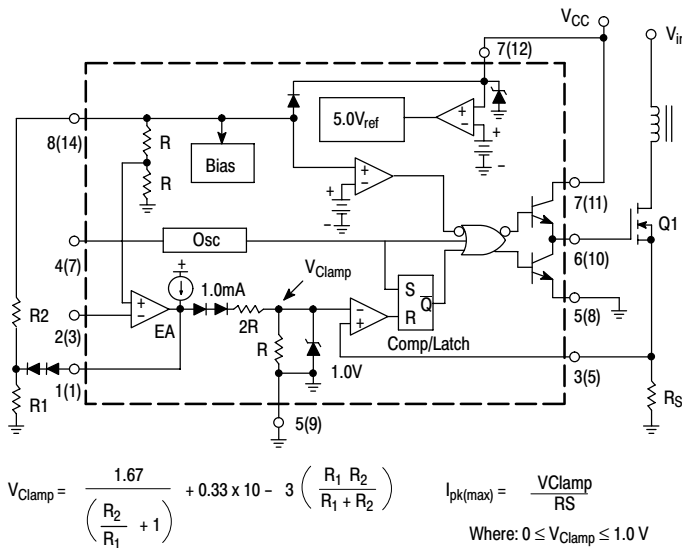 VCC
Vin
7(12)
5.0Vref
+
-
+
-
8(14)
R
Bias
R
+
-
+
-
7(11)
Q1
Osc
4(7)
6(10)
VClamp
+
1.0mA
S
Q
R
5(8)
R2
+
-
2(3)
EA
2R
R
-
+
Comp/Latch
1.0V
1(1)
3(5)
R1
RS
5(9)
VClamp = 1.67 / (R2 / R1 + 1) + 0.33 x 10 - 3 (R1 R2 / R1 + R2)
Ipk(max) = VClamp / RS
Where: 0 ≤ VClamp ≤ 1.0 V